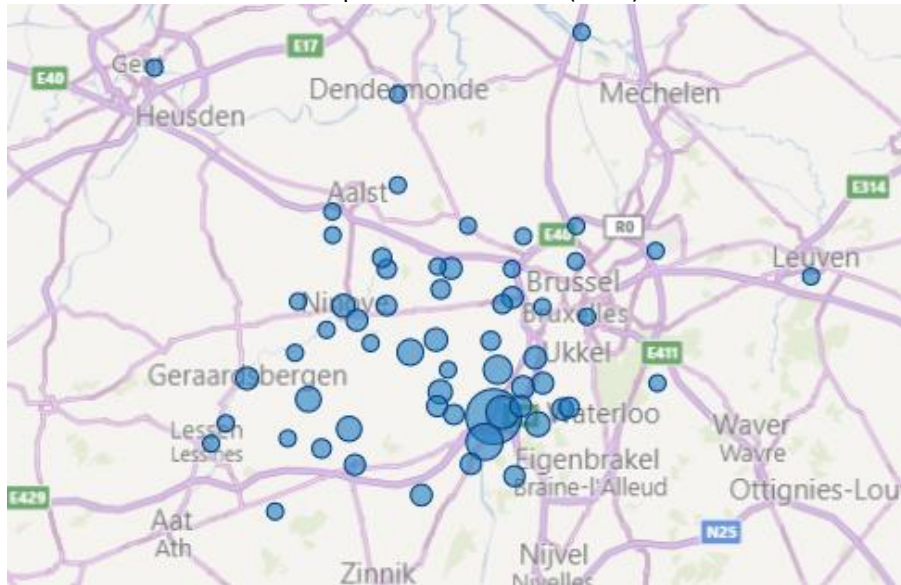 E17
Gent
E40
Dendermonde
Mechelen
Heusden
Aalst
E314
R0
E40
Leuven
Brussel
Ninove
Bruxelles
Ukkel
E411
Geraardsbergen
Waterloo
Waver
Wavre
Lessen
Lessines
Eigenbrakel
Braine-l'Alleud
Ottignies-Lou
E429
Aat
Ath
N25
Nijvel
Nivelles
Zinnik